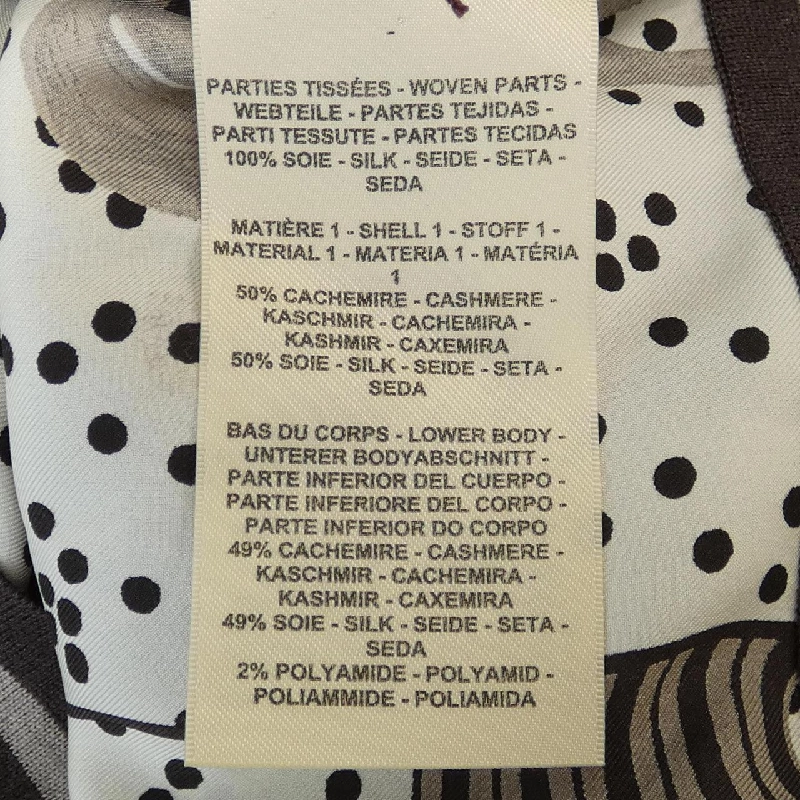 PARTIES TISSÉES - WOVEN PARTS -
WEBTEILE - PARTES TEJIDAS -
PARTI TESSUTE - PARTES TECIDAS
100% SOIE - SILK - SEIDE - SETA -
SEDA
MATIÈRE 1 - SHELL 1 - STOFF 1 -
MATERIAL 1 - MATERIA 1 - MATÉRIA
1
50% CACHEMIRE - CASHMERE -
KASCHMIR - CACHEMIRA -
KASHMIR - CAXEMIRA
50% SOIE - SILK - SEIDE - SETA -
SEDA
BAS DU CORPS - LOWER BODY -
UNTERER BODYABSCHNITT -
PARTE INFERIOR DEL CUERPO -
PARTE INFERIORE DEL CORPO -
PARTE INFERIOR DO CORPO
49% CACHEMIRE - CASHMERE -
KASCHMIR - CACHEMIRA -
KASHMIR - CAXEMIRA
49% SOIE - SILK - SEIDE - SETA -
SEDA
2% POLYAMIDE - POLYAMID -
POLIAMMIDE - POLIAMIDA